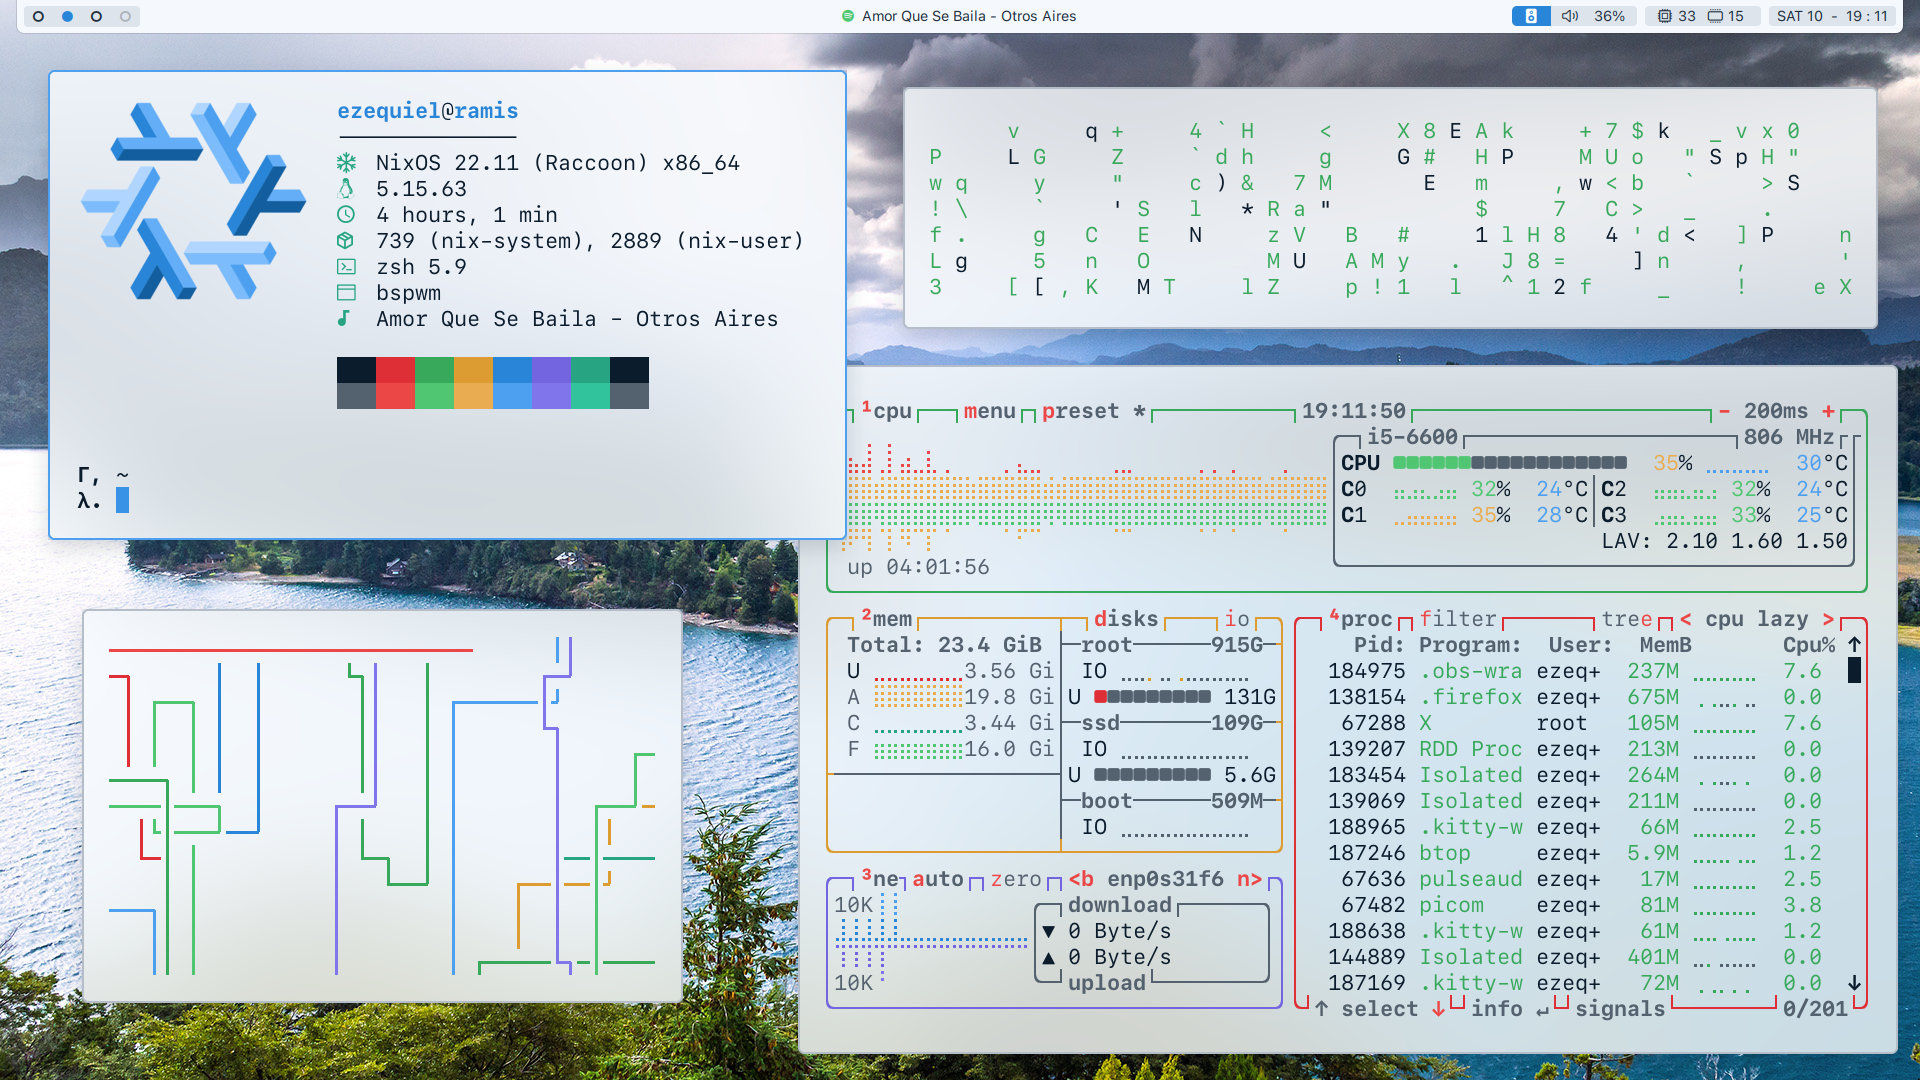 Amor Que Se Baila - Otros Aires
36%
33 15
SAT 10 - 19 : 11
ezequiel@ramis
NixOS 22.11 (Raccoon) x86_64
5.15.63
4 hours, 1 min
739 (nix-system), 2889 (nix-user)
zsh 5.9
bspwm
Amor Que Se Baila - Otros Aires
Γ, ~
λ.
v q + 4 ` H < X 8 E A k + 7 $ k _ v x 0
P L G Z ` d h g G # H P M U o " S p H "
w q y " c ) & 7 M E m , w < b ` > S
! \ ` ' S l * R a " $ 7 C > _ .
f . g C E N z V B # 1 l H 8 4 ' d < ] P n
L g 5 n O M U A M y . J 8 = ] n , '
3 [ [ , K M T l Z p ! 1 l ^ 1 2 f _ ! e X
¹cpu menu preset * 19:11:50 - 200ms +
i5-6600 806 MHz
CPU 35% 30°C
C0 32% 24°C C2 32% 24°C
C1 35% 28°C C3 33% 25°C
LAV: 2.10 1.60 1.50
up 04:01:56
²mem
Total: 23.4 GiB
U 3.56 Gi
A 19.8 Gi
C 3.44 Gi
F 16.0 Gi
disks io
root 915G
IO
U 131G
ssd 109G
IO
U 5.6G
boot 509M
IO
³ne auto zero <b enp0s31f6 n>
10K
download
▼ 0 Byte/s
▲ 0 Byte/s
10K
upload
⁴proc filter tree < cpu lazy >
Pid: Program: User: MemB Cpu% ↑
184975 .obs-wra ezeq+ 237M 7.6
138154 .firefox ezeq+ 675M 0.0
67288 X root 105M 7.6
139207 RDD Proc ezeq+ 213M 0.0
183454 Isolated ezeq+ 264M 0.0
139069 Isolated ezeq+ 211M 0.0
188965 .kitty-w ezeq+ 66M 2.5
187246 btop ezeq+ 5.9M 1.2
67636 pulseaud ezeq+ 17M 2.5
67482 picom ezeq+ 81M 3.8
188638 .kitty-w ezeq+ 61M 1.2
144889 Isolated ezeq+ 401M 0.0
187169 .kitty-w ezeq+ 72M 0.0 ↓
↑ select ↓ info ↵ signals 0/201